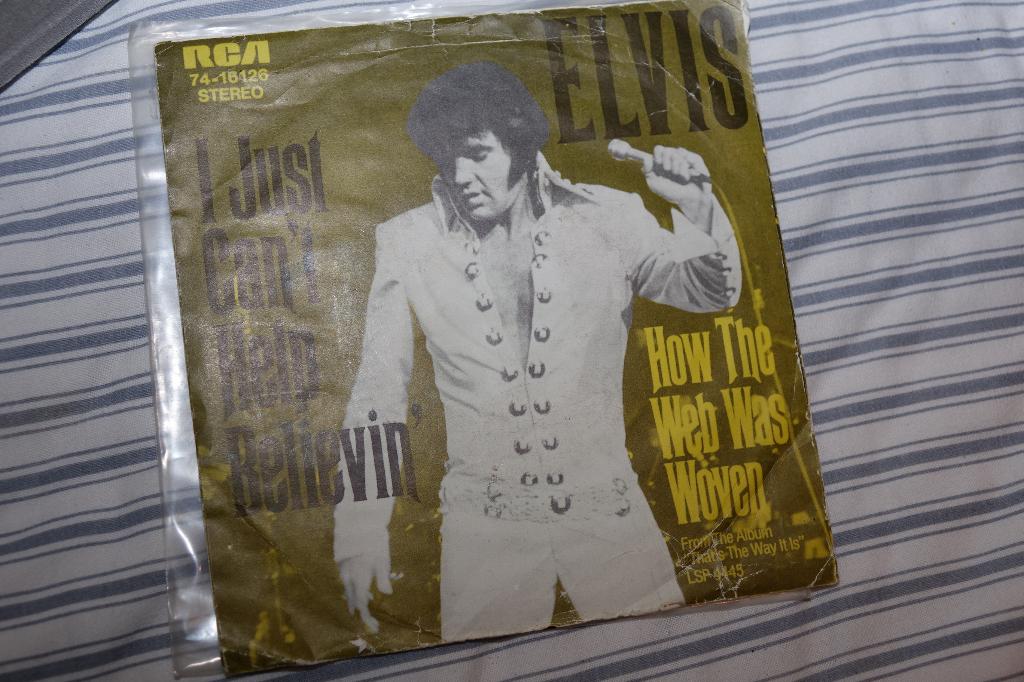 RCA
74-16126
STEREO
ELVIS
I Just
Can't
Help
Believin'
How The
Web Was
Woven
From The Album
"That's The Way It Is"
LSP 4445